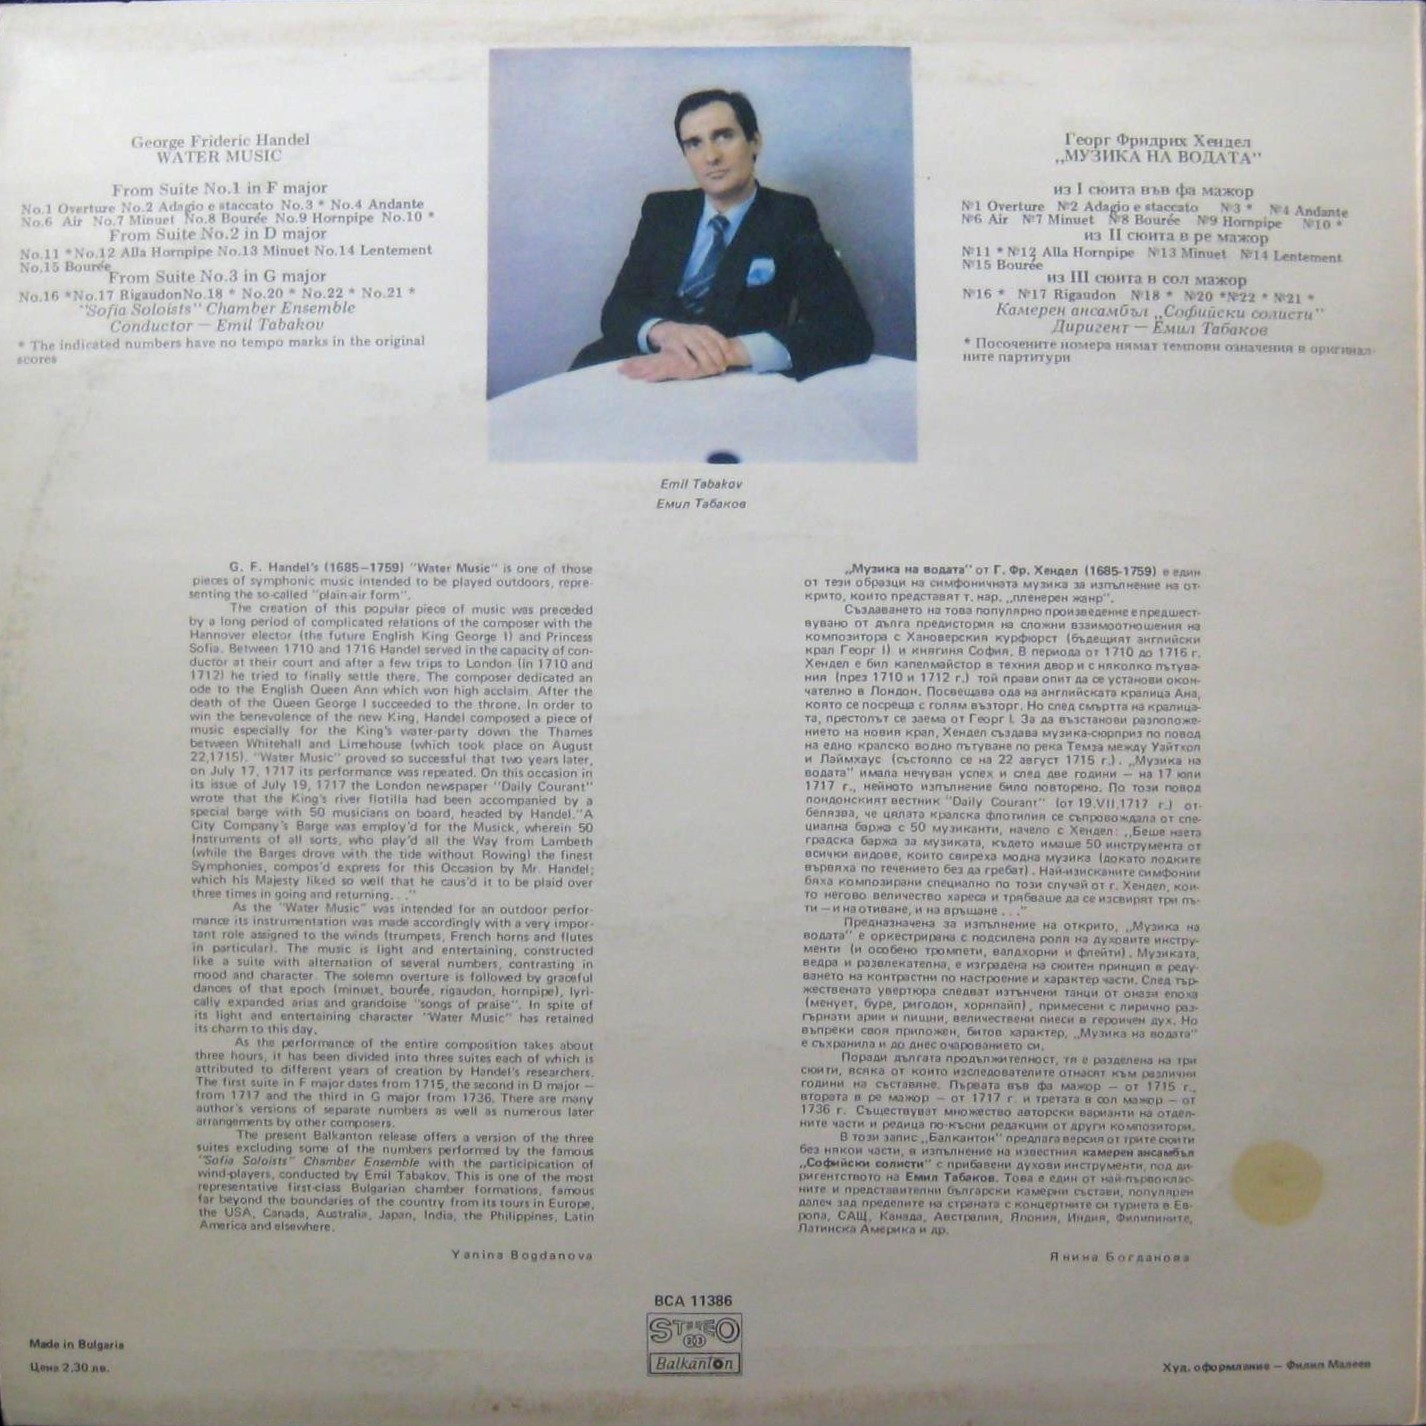 George Frideric Handel
WATER MUSIC
From Suite No.1 in F major
No.1 Overture No.2 Adagio e staccato No.3 * No.4 Andante
No.6 Air No.7 Minuet No.8 Bourée No.9 Hornpipe No.10 *
From Suite No.2 in D major
No.11 *No.12 Alla Hornpipe No.13 Minuet No.14 Lentement
No.15 Bourée
From Suite No.3 in G major
No.16 *No.17 RigaudonNo.18 * No.20 * No.22 * No.21 *
"Sofia Soloists" Chamber Ensemble
Conductor — Emil Tabakov
* The indicated numbers have no tempo marks in the original
scores
Георг Фридрих Хендел
„МУЗИКА НА ВОДАТА"
из I сюита във фа мажор
№1 Overture №2 Adagio e staccato №3 * №4 Andante
№6 Air №7 Minuet №8 Bourée №9 Hornpipe №10 *
из II сюита в ре мажор
№11 * №12 Alla Hornpipe №13 Minuet №14 Lentement
№15 Bourée
из III сюита в сол мажор
№16 * №17 Rigaudon №18 * №20 *№22 * №21 *
Камерен ансамбъл „Софийски солисти"
Диригент — Емил Табаков
* Посочените номера нямат темпови означения в оригинал-
ните партитури
Emil Tabakov
Емил Табаков
G. F. Handel's (1685–1759) "Water Music" is one of those
pieces of symphonic music intended to be played outdoors, repre-
senting the so-called "plain-air form".
The creation of this popular piece of music was preceded
by a long period of complicated relations of the composer with the
Hannover elector (the future English King George I) and Princess
Sofia. Between 1710 and 1716 Handel served in the capacity of con-
ductor at their court and after a few trips to London (in 1710 and
1712) he tried to finally settle there. The composer dedicated an
ode to the English Queen Ann which won high acclaim. After the
death of the Queen George I succeeded to the throne. In order to
win the benevolence of the new King, Handel composed a piece of
music especially for the King's water-party down the Thames
between Whitehall and Limehouse (which took place on August
22,1715). "Water Music" proved so successful that two years later,
on July 17, 1717 its performance was repeated. On this occasion in
its issue of July 19, 1717 the London newspaper "Daily Courant"
wrote that the King's river flotilla had been accompanied by a
special barge with 50 musicians on board, headed by Handel."A
City Company's Barge was employ'd for the Musick, wherein 50
Instruments of all sorts, who play'd all the Way from Lambeth
(while the Barges drove with the tide without Rowing) the finest
Symphonies, compos'd express for this Occasion by Mr. Handel;
which his Majesty liked so well that he caus'd it to be plaid over
three times in going and returning. . ."
As the "Water Music" was intended for an outdoor perfor-
mance its instrumentation was made accordingly with a very impor-
tant role assigned to the winds (trumpets, French horns and flutes
in particular). The music is light and entertaining, constructed
like a suite with alternation of several numbers, contrasting in
mood and character. The solemn overture is followed by graceful
dances of that epoch (minuet, bourée, rigaudon, hornpipe), lyri-
cally expanded arias and grandoise "songs of praise". In spite of
its light and entertaining character "Water Music" has retained
its charm to this day.
As the performance of the entire composition takes about
three hours, it has been divided into three suites each of which is
attributed to different years of creation by Handel's researchers.
The first suite in F major dates from 1715, the second in D major —
from 1717 and the third in G major from 1736. There are many
author's versions of separate numbers as well as numerous later
arrangements by other composers.
The present Balkanton release offers a version of the three
suites excluding some of the numbers performed by the famous
"Sofia Soloists" Chamber Ensemble with the participication of
wind-players, conducted by Emil Tabakov. This is one of the most
representative first-class Bulgarian chamber formations, famous
far beyond the boundaries of the country from its tours in Europe,
the USA, Canada, Australia, Japan, India, the Philippines, Latin
America and elsewhere.
Yanina Bogdanova
„Музика на водата" от Г. Фр. Хендел (1685-1759) е един
от тези образци на симфоничната музика за изпълнение на от-
крито, които представят т. нар. „пленерен жанр".
Създаването на това популярно произведение е предшест-
вувано от дълга предистория на сложни взаимоотношения на
композитора с Хановерския курфюрст (бъдещият английски
крал Георг I) и княгиня София. В периода от 1710 до 1716 г.
Хендел е бил капелмайстор в техния двор и с няколко пътува-
ния (през 1710 и 1712 г.) той прави опит да се установи окон-
чателно в Лондон. Посвещава ода на английската кралица Ана,
която се посреща с голям възторг. Но след смъртта на кралица-
та, престолът се заема от Георг I. За да възстанови разположе-
нието на новия крал, Хендел създава музика-сюрприз по повод
на едно кралско водно пътуване по река Темза между Уайтхол
и Лаймхаус (състояло се на 22 август 1715 г.). „Музика на
водата" имала нечуван успех и след две години — на 17 юли
1717 г., нейното изпълнение било повторено. По този повод
лондонският вестник "Daily Courant" (от 19.VII.1717 г.) от-
белязва, че цялата кралска флотилия се съпровождала от спе-
циална баржа с 50 музиканти, начело с Хендел: „Беше наета
градска баржа за музиката, където имаше 50 инструмента от
всички видове, които свиреха модна музика (докато лодките
вървяха по течението без да гребат). Най-изисканите симфонии
бяха композирани специално по този случай от г. Хендел, кои-
то негово величество хареса и трябваше да се изсвирят три пъ-
ти — и на отиване, и на връщане . . ."
Предназначена за изпълнение на открито, „Музика на
водата" е оркестрирана с подсилена роля на духовите инстру-
менти (и особено тромпети, валдхорни и флейти). Музиката,
ведра и развлекателна, е изградена на сюитен принцип в реду-
ването на контрастни по настроение и характер части. След тър-
жествената увертюра следват изтънчени танци от онази епоха
(менует, буре, ригодон, хорнпайп), примесени с лирично раз-
гърнати арии и пишни, величествени пиеси в героичен дух. Но
въпреки своя приложен, битов характер, „Музика на водата"
е съхранила и до днес очарованието си.
Поради дългата продължителност, тя е разделена на три
сюити, всяка от които изследователите отнасят към различни
години на съставяне. Първата във фа мажор — от 1715 г.,
втората в ре мажор — от 1717 г. и третата в сол мажор — от
1736 г. Съществуват множество авторски варианти на отдел-
ните части и редица по-късни редакции от други композитори.
В този запис „Балкантон" предлага версия от трите сюити
без някои части, в изпълнение на известния камерен ансамбъл
„Софийски солисти" с прибавени духови инструменти, под ди-
ригентството на Емил Табаков. Това е един от най-първоклас-
ните и представителни български камерни състави, популярен
далеч зад пределите на страната с концертните си турнета в Ев-
ропа, САЩ, Канада, Австралия, Япония, Индия, Филипините,
Латинска Америка и др.
Янина Богданова
BCA 11386
STEREO
33
Balkanton
Made in Bulgaria
Цена 2,30 лв.
Худ. оформление — Филип Малеев